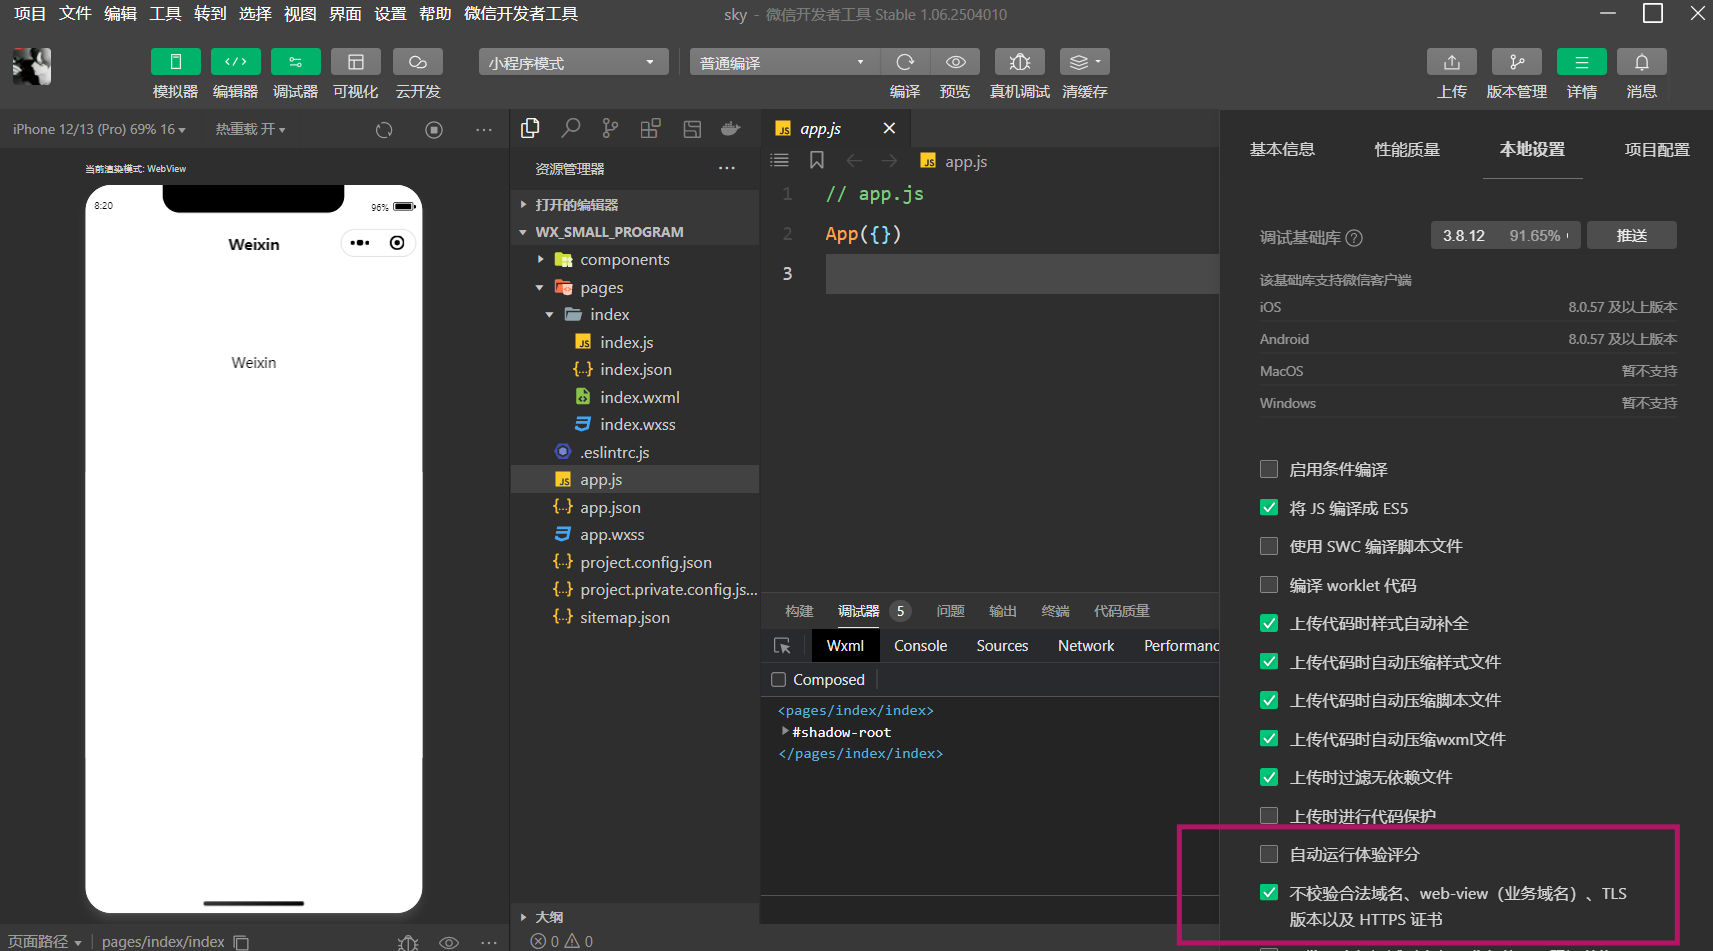 项目 文件 编辑 工具 转到 选择 视图 界面 设置 帮助 微信开发者工具
sky - 微信开发者工具 Stable 1.06.2504010
小程序模式
普通编译
模拟器 编辑器 调试器 可视化 云开发
编译 预览 真机调试 清缓存
上传 版本管理 详情 消息
iPhone 12/13 (Pro) 69% 16
热重载 开
当前渲染模式: WebView
8:20
96%
Weixin
Weixin
页面路径
pages/index/index
资源管理器
打开的编辑器
WX_SMALL_PROGRAM
components
pages
index
index.js
index.json
index.wxml
index.wxss
.eslintrc.js
app.js
app.json
app.wxss
project.config.json
project.private.config.js...
sitemap.json
大纲
0 0
app.js
app.js
1 // app.js
2 App({})
3
构建 调试器 5 问题 输出 终端 代码质量
Wxml Console Sources Network Performanc
Composed
<pages/index/index>
#shadow-root
</pages/index/index>
基本信息 性能质量 本地设置 项目配置
调试基础库 3.8.12 91.65% 推送
该基础库支持微信客户端
iOS 8.0.57 及以上版本
Android 8.0.57 及以上版本
MacOS 暂不支持
Windows 暂不支持
启用条件编译
将 JS 编译成 ES5
使用 SWC 编译脚本文件
编译 worklet 代码
上传代码时样式自动补全
上传代码时自动压缩样式文件
上传代码时自动压缩脚本文件
上传代码时自动压缩wxml文件
上传时过滤无依赖文件
上传时进行代码保护
自动运行体验评分
不校验合法域名、web-view（业务域名）、TLS
版本以及 HTTPS 证书